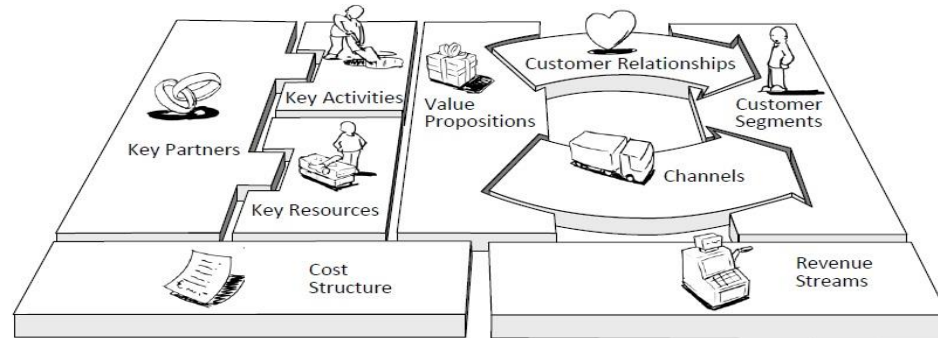 Key Partners
Key Activities
Key Resources
Value
Propositions
Customer Relationships
Channels
Customer
Segments
Cost
Structure
Revenue
Streams